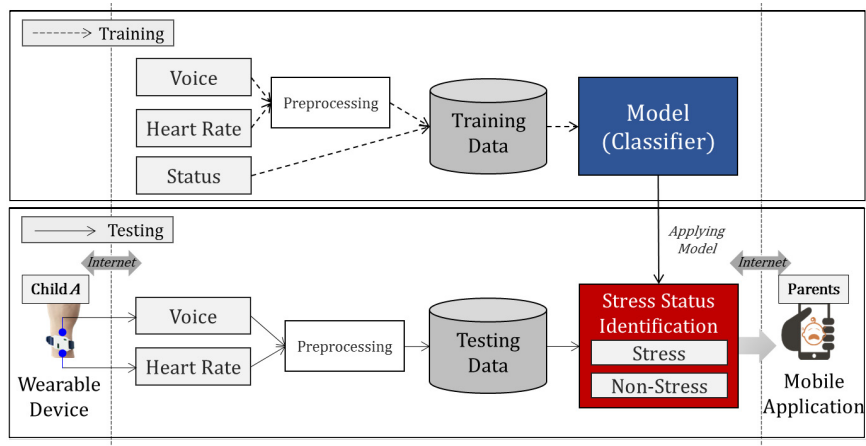 Training
Voice
Heart Rate
Status
Preprocessing
Training
Data
Model
(Classifier)
Testing
Applying
Model
Internet
Internet
Child A
Parents
Voice
Heart Rate
Preprocessing
Testing
Data
Stress Status
Identification
Stress
Non-Stress
Wearable
Device
Mobile
Application